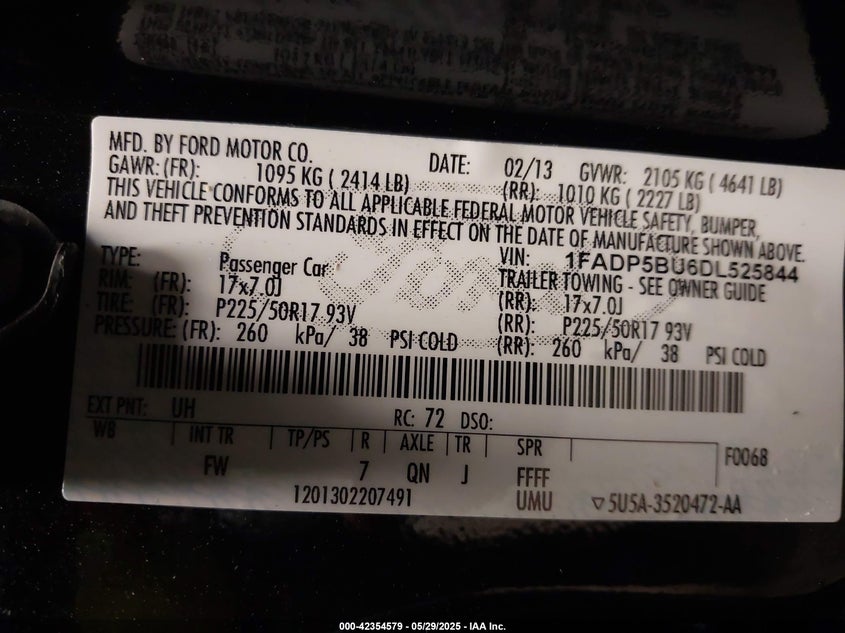 MFD. BY FORD MOTOR CO. DATE: 02/13 GVWR: 2105 KG ( 4641 LB)
GAWR: (FR): 1095 KG ( 2414 LB) (RR): 1010 KG ( 2227 LB)
THIS VEHICLE CONFORMS TO ALL APPLICABLE FEDERAL MOTOR VEHICLE SAFETY, BUMPER,
AND THEFT PREVENTION STANDARDS IN EFFECT ON THE DATE OF MANUFACTURE SHOWN ABOVE.
VIN: 1FADP5BU6DL525844
TYPE: Passenger Car TRAILER TOWING - SEE OWNER GUIDE
RIM: (FR): 17x7.0J (RR): 17x7.0J
TIRE: (FR): P225/50R17 93V (RR): P225/50R17 93V
PRESSURE: (FR): 260 kPa/ 38 PSI COLD (RR): 260 kPa/ 38 PSI COLD
EXT PNT: UH RC: 72 DSO:
WB INT TR TP/PS R AXLE TR SPR F0068
FW 7 QN J FFFF
1201302207491 UMU ▽5U5A-3520472-AA
000-42354579 - 05/29/2025 - IAA Inc.